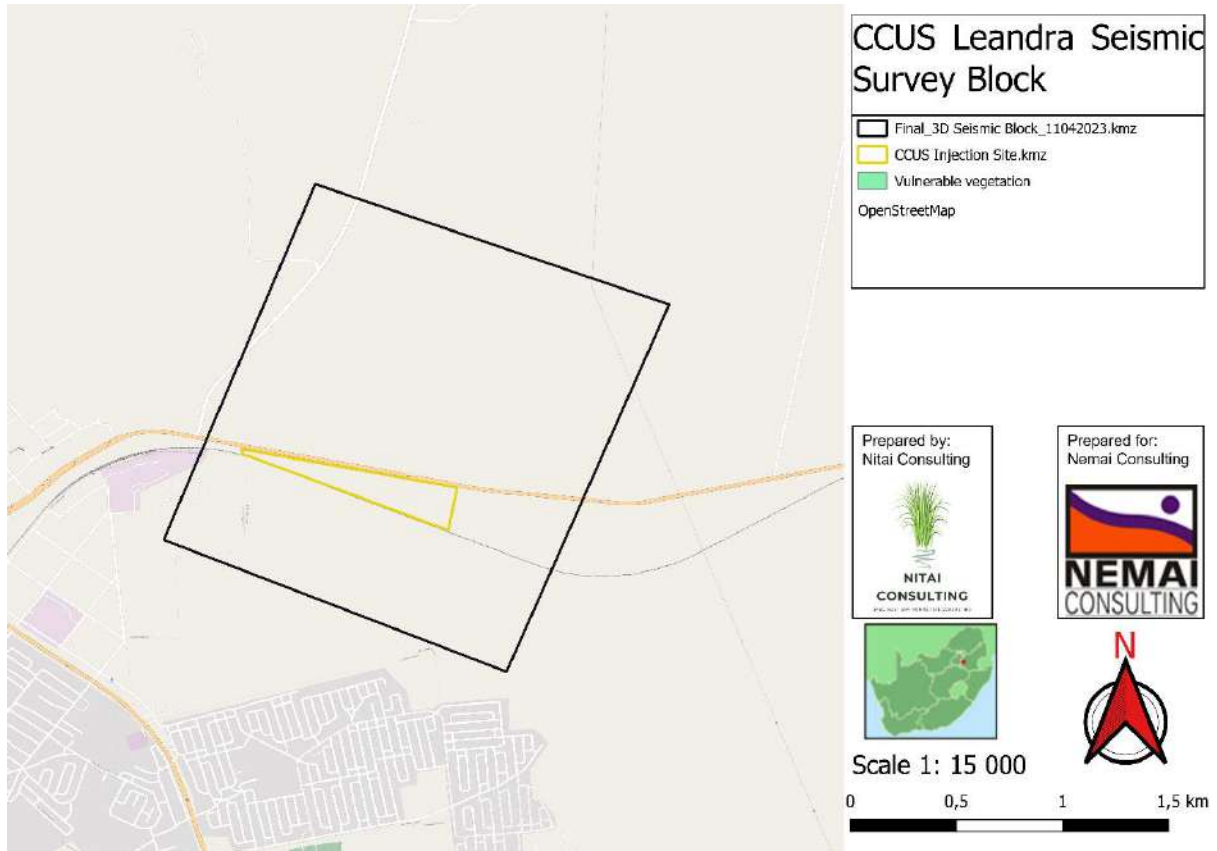 CCUS Leandra Seismic
Survey Block
Final_3D Seismic Block_11042023.kmz
CCUS Injection Site.kmz
Vulnerable vegetation
OpenStreetMap
Prepared by:
Nitai Consulting
NITAI
CONSULTING
Prepared for:
Nemai Consulting
NEMAI
CONSULTING
N
Scale 1: 15 000
0 0,5 1 1,5 km